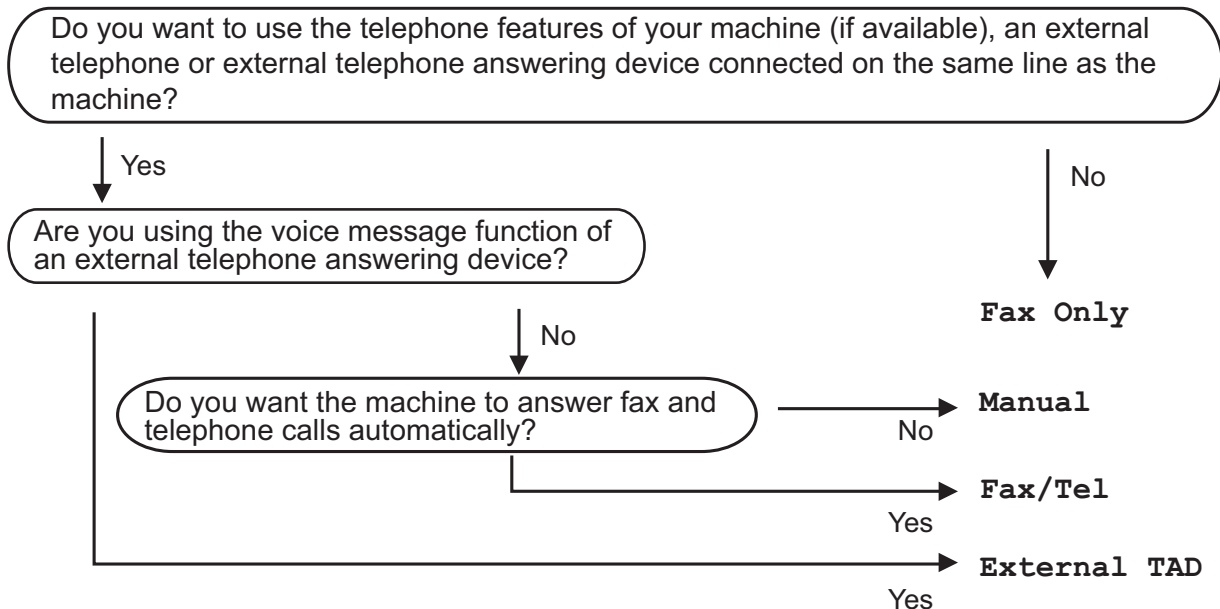 Do you want to use the telephone features of your machine (if available), an external
telephone or external telephone answering device connected on the same line as the
machine?
Yes
No
Are you using the voice message function of
an external telephone answering device?
Fax Only
No
Do you want the machine to answer fax and
telephone calls automatically?
Manual
No
Fax/Tel
Yes
External TAD
Yes